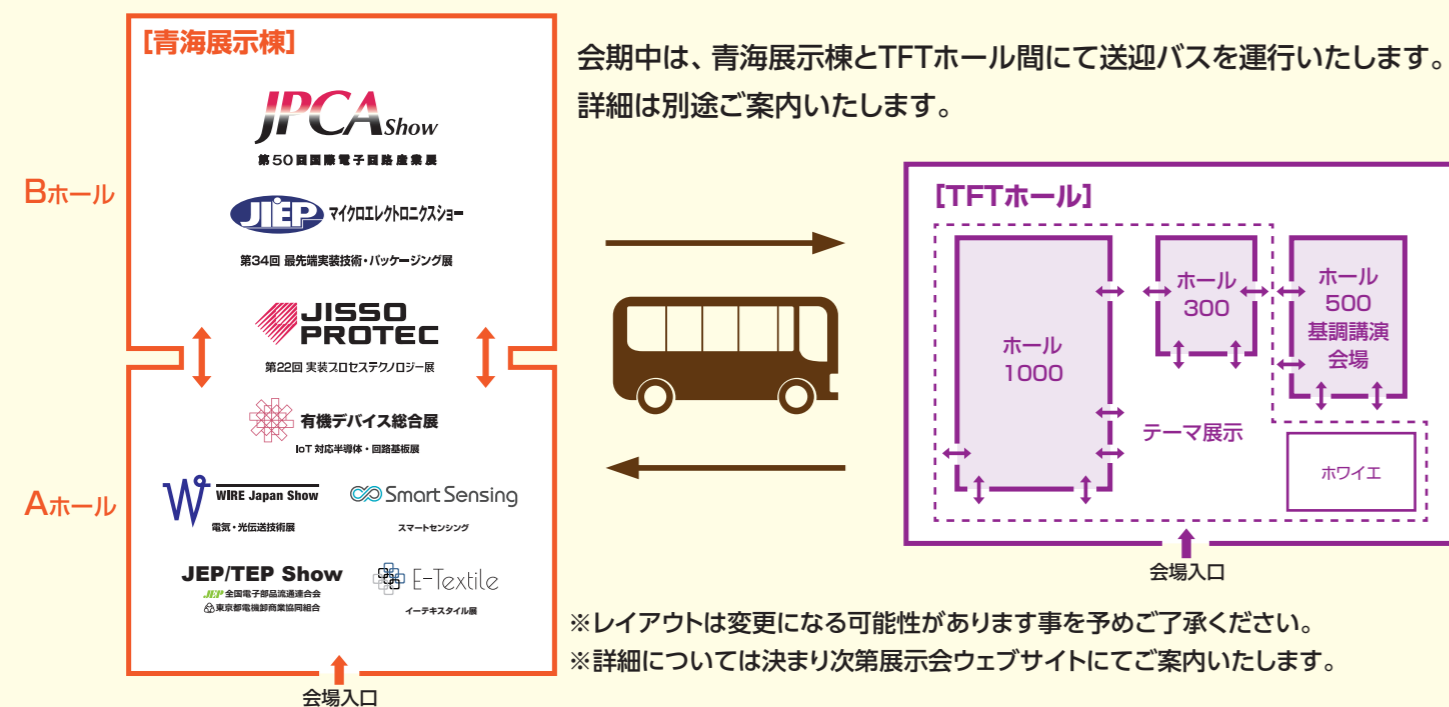 [青海展示棟]
JPCA Show
第50回国際電子回路産業展
JIEP マイクロエレクトロニクスショー
第34回 最先端実装技術・パッケージング展
JISSO
PROTEC
第22回 実装プロセステクノロジー展
Bホール
有機デバイス総合展
IoT 対応半導体・回路基板展
WIRE Japan Show
電気・光伝送技術展
Smart Sensing
スマートセンシング
JEP/TEP Show
JEP 全国電子部品流通連合会
東京都電機卸商業協同組合
E-Textile
イーテキスタイル展
Aホール
会場入口
会期中は、青海展示棟とTFTホール間にて送迎バスを運行いたします。
詳細は別途ご案内いたします。
[TFTホール]
ホール
1000
ホール
300
ホール
500
基調講演
会場
テーマ展示
ホワイエ
会場入口
※レイアウトは変更になる可能性があります事を予めご了承ください。
※詳細については決まり次第展示会ウェブサイトにてご案内いたします。